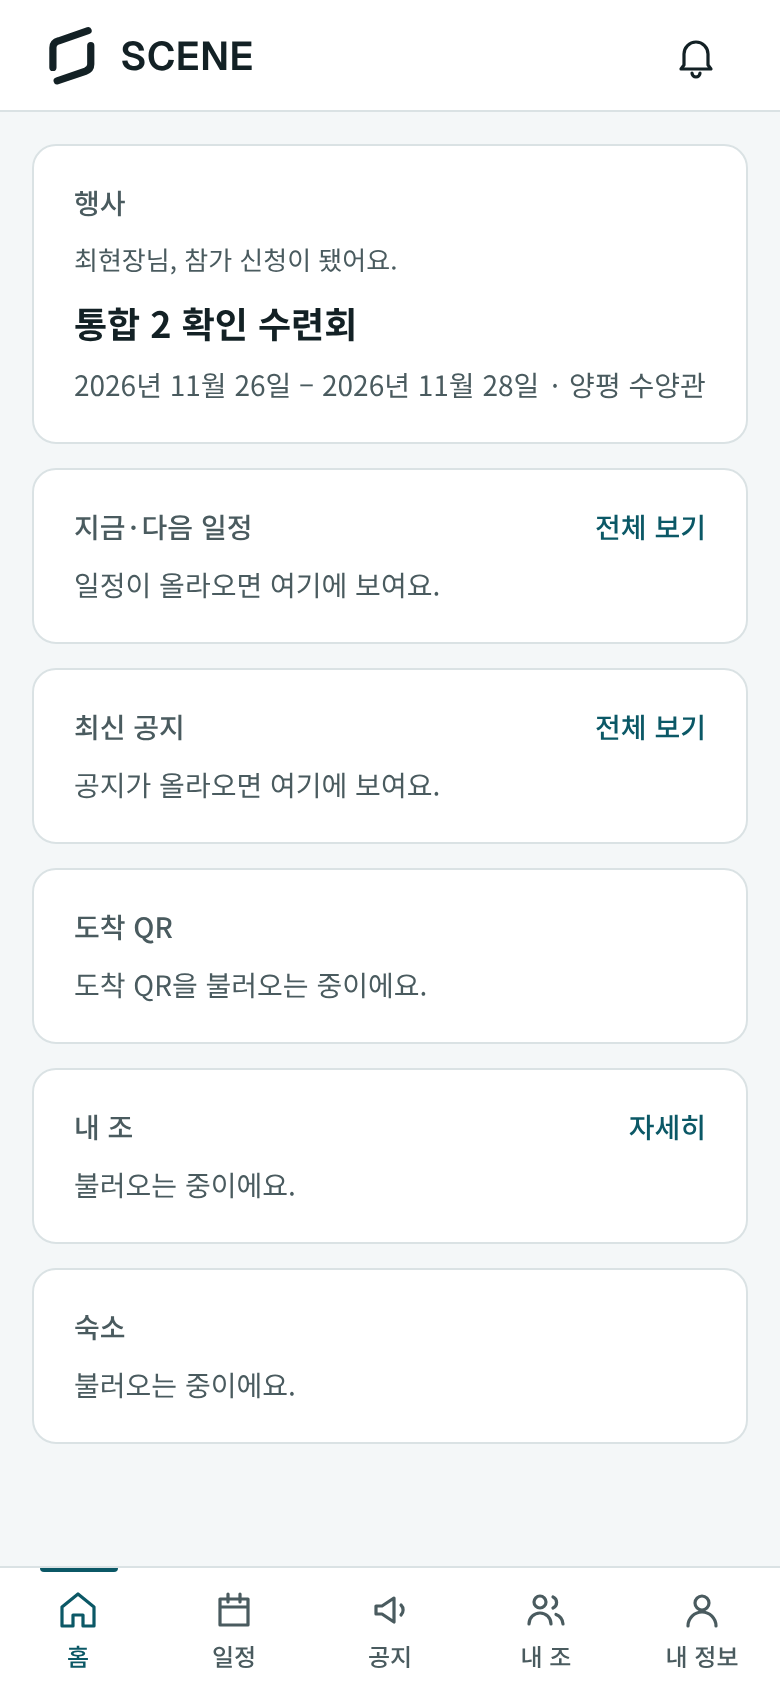 SCENE
행사
최현장님, 참가 신청이 됐어요.
통합 2 확인 수련회
2026년 11월 26일 – 2026년 11월 28일 · 양평 수양관
지금·다음 일정
전체 보기
일정이 올라오면 여기에 보여요.
최신 공지
전체 보기
공지가 올라오면 여기에 보여요.
도착 QR
도착 QR을 불러오는 중이에요.
내 조
자세히
불러오는 중이에요.
숙소
불러오는 중이에요.
홈
일정
공지
내 조
내 정보